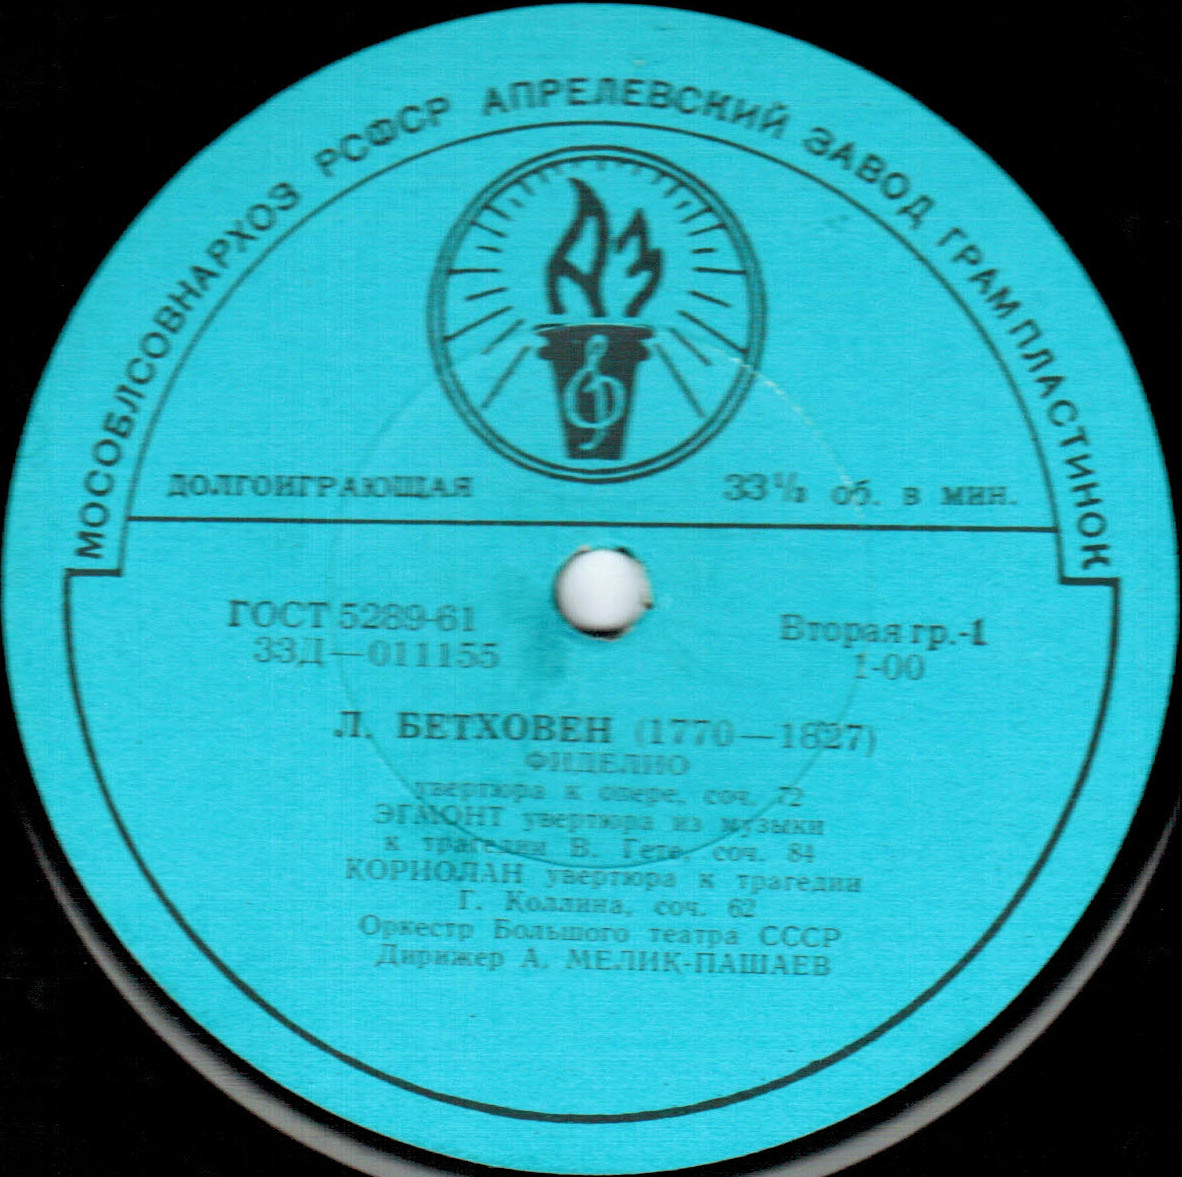 МОСОБЛСОВНАРХОЗ РСФСР АПРЕЛЕВСКИЙ ЗАВОД ГРАМПЛАСТИНОК
АЗ
ДОЛГОИГРАЮЩАЯ 33⅓ об. в мин.
ГОСТ 5289-61 Вторая гр.-1
33Д—011155 1-00
Л. БЕТХОВЕН (1770—1827)
ФИДЕЛИО
увертюра к опере, соч. 72
ЭГМОНТ увертюра из музыки
к трагедии В. Гете, соч. 84
КОРИОЛАН увертюра к трагедии
Г. Коллина, соч. 62
Оркестр Большого театра СССР
Дирижер А. МЕЛИК-ПАШАЕВ